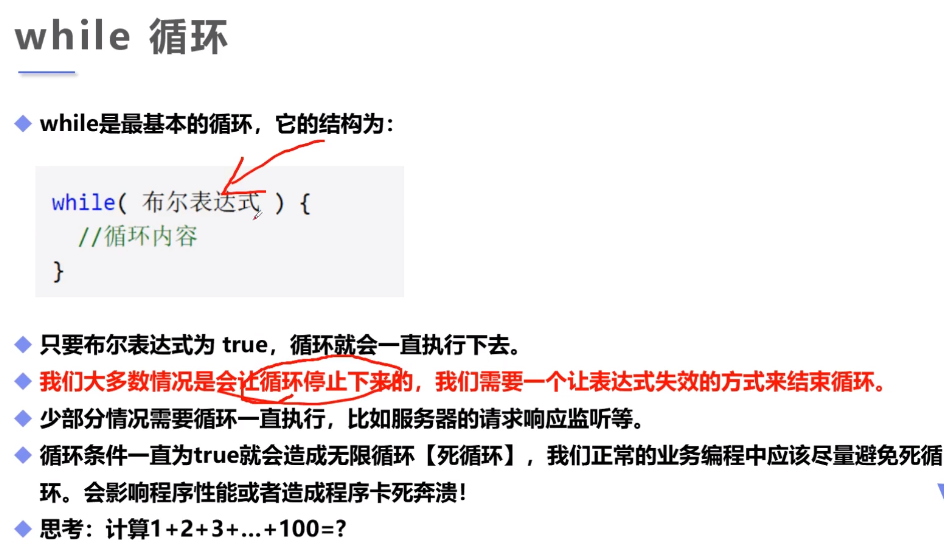 while 循环
while是最基本的循环，它的结构为：
while( 布尔表达式 ) {
//循环内容
}
只要布尔表达式为 true，循环就会一直执行下去。
我们大多数情况是会让循环停止下来的，我们需要一个让表达式失效的方式来结束循环。
少部分情况需要循环一直执行，比如服务器的请求响应监听等。
循环条件一直为true就会造成无限循环【死循环】，我们正常的业务编程中应该尽量避免死循
环。会影响程序性能或者造成程序卡死奔溃！
思考：计算1+2+3+…+100=?